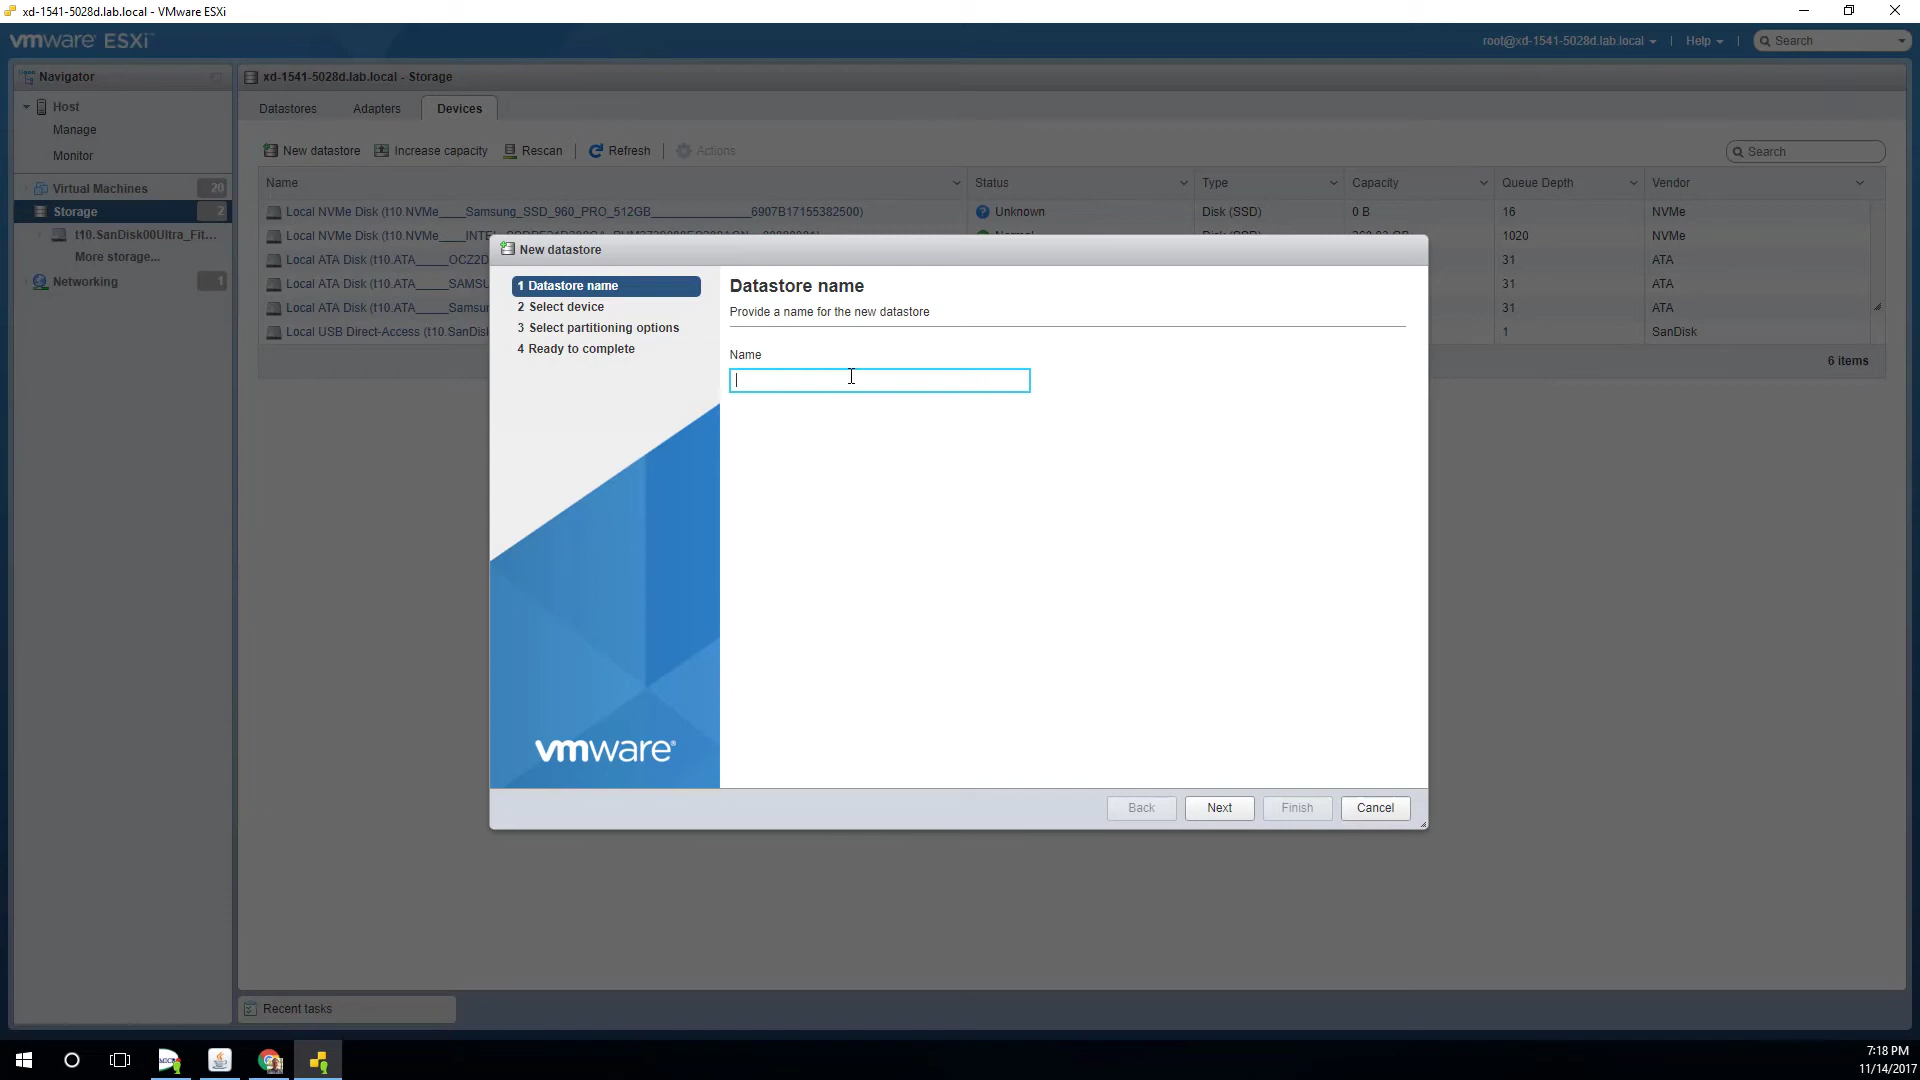 xd-1541-5028d.lab.local - VMware ESXi
vmware ESXi™
root@xd-1541-5028d.lab.local
Help
Search
Navigator
xd-1541-5028d.lab.local - Storage
Host
Manage
Monitor
Virtual Machines 20
Storage 2
t10.SanDisk00Ultra_Fit...
More storage...
Networking 1
Datastores Adapters Devices
New datastore Increase capacity Rescan Refresh Actions
Search
Name Status Type Capacity Queue Depth Vendor
Local NVMe Disk (t10.NVMe____Samsung_SSD_960_PRO_512GB_______________6907B17155382500) Unknown Disk (SSD) 0 B 16 NVMe
Local NVMe Disk (t10.NVMe____INTE 1020 NVMe
Local ATA Disk (t10.ATA_____OCZ2D 31 ATA
Local ATA Disk (t10.ATA_____SAMSU 31 ATA
Local ATA Disk (t10.ATA_____Samsu 31 ATA
Local USB Direct-Access (t10.SanDis 1 SanDisk
6 items
New datastore
1 Datastore name
2 Select device
3 Select partitioning options
4 Ready to complete
Datastore name
Provide a name for the new datastore
Name
vmware®
Back Next Finish Cancel
Recent tasks
7:18 PM
11/14/2017